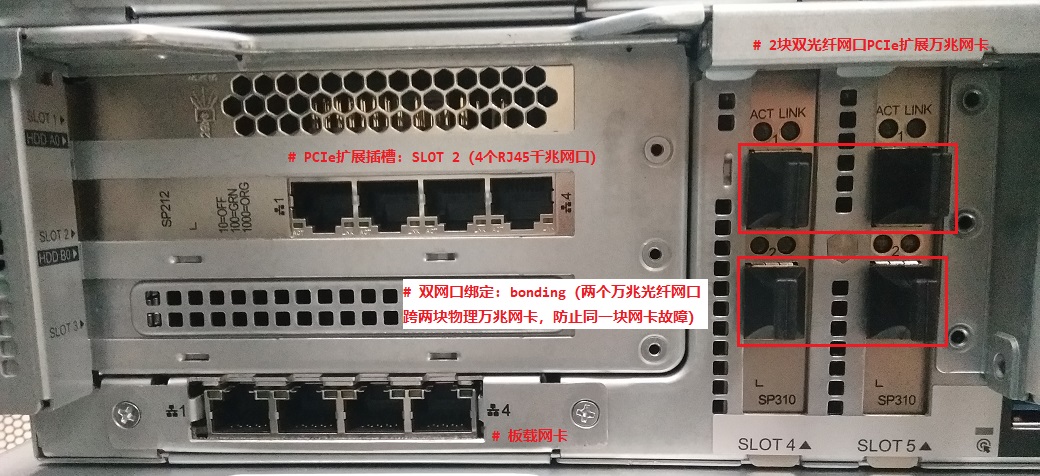 # 2块双光纤网口PCIe扩展万兆网卡
SLOT 1
HDD A0
ACT LINK
1
ACT LINK
1
# PCIe扩展插槽：SLOT 2 (4个RJ45千兆网口)
SP212
10=OFF
100=GRN
1000=ORG
1
4
SLOT 2
HDD B0
2
2
# 双网口绑定：bonding (两个万兆光纤网口
跨两块物理万兆网卡，防止同一块网卡故障)
SLOT 3
SP310
SP310
1
4
# 板载网卡
SLOT 4
SLOT 5